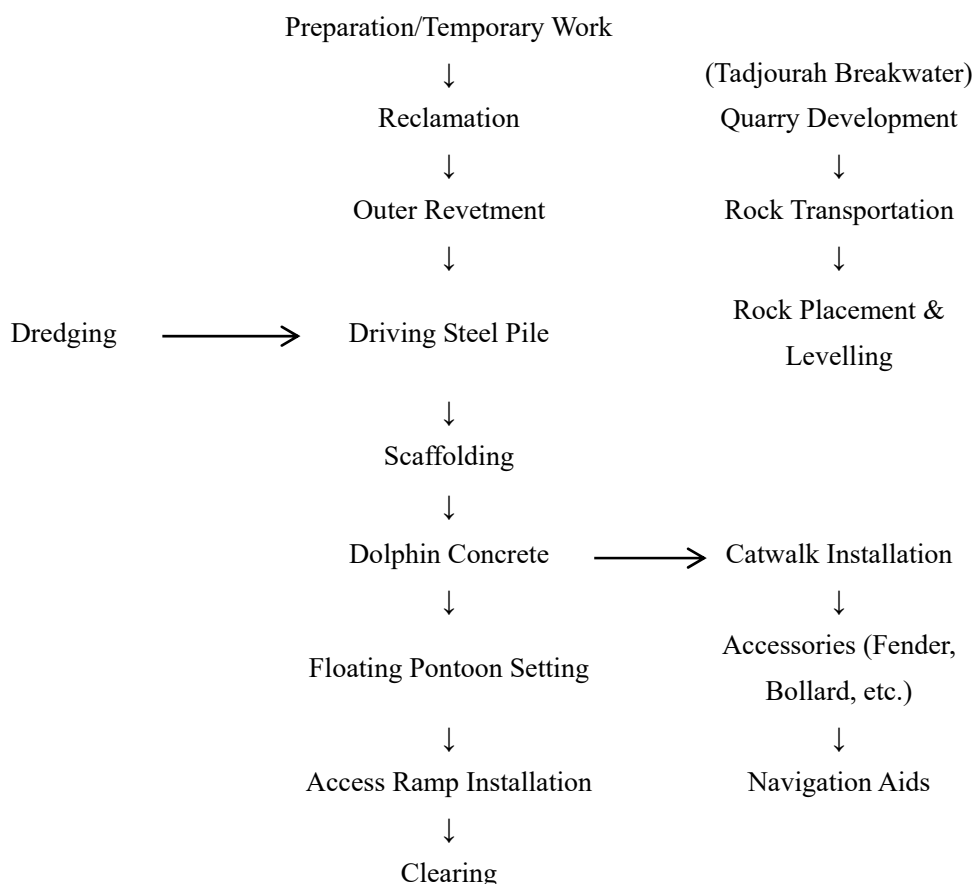 Preparation/Temporary Work
↓
(Tadjourah Breakwater)
Reclamation
Quarry Development
↓
↓
Outer Revetment
Rock Transportation
↓
↓
Dredging
→
Driving Steel Pile
Rock Placement &
Levelling
↓
Scaffolding
↓
Dolphin Concrete
→
Catwalk Installation
↓
↓
Floating Pontoon Setting
Accessories (Fender,
Bollard, etc.)
↓
↓
Access Ramp Installation
Navigation Aids
↓
Clearing